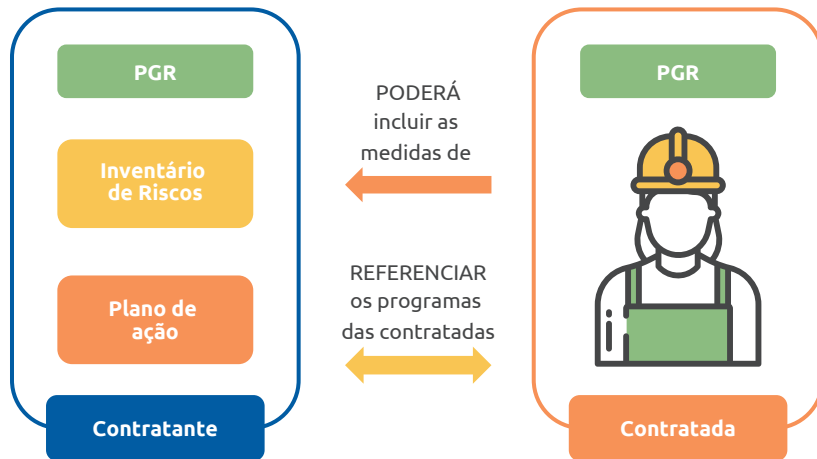 PGR
Inventário
de Riscos
Plano de
ação
Contratante
PODERÁ
incluir as
medidas de
REFERENCIAR
os programas
das contratadas
PGR
Contratada